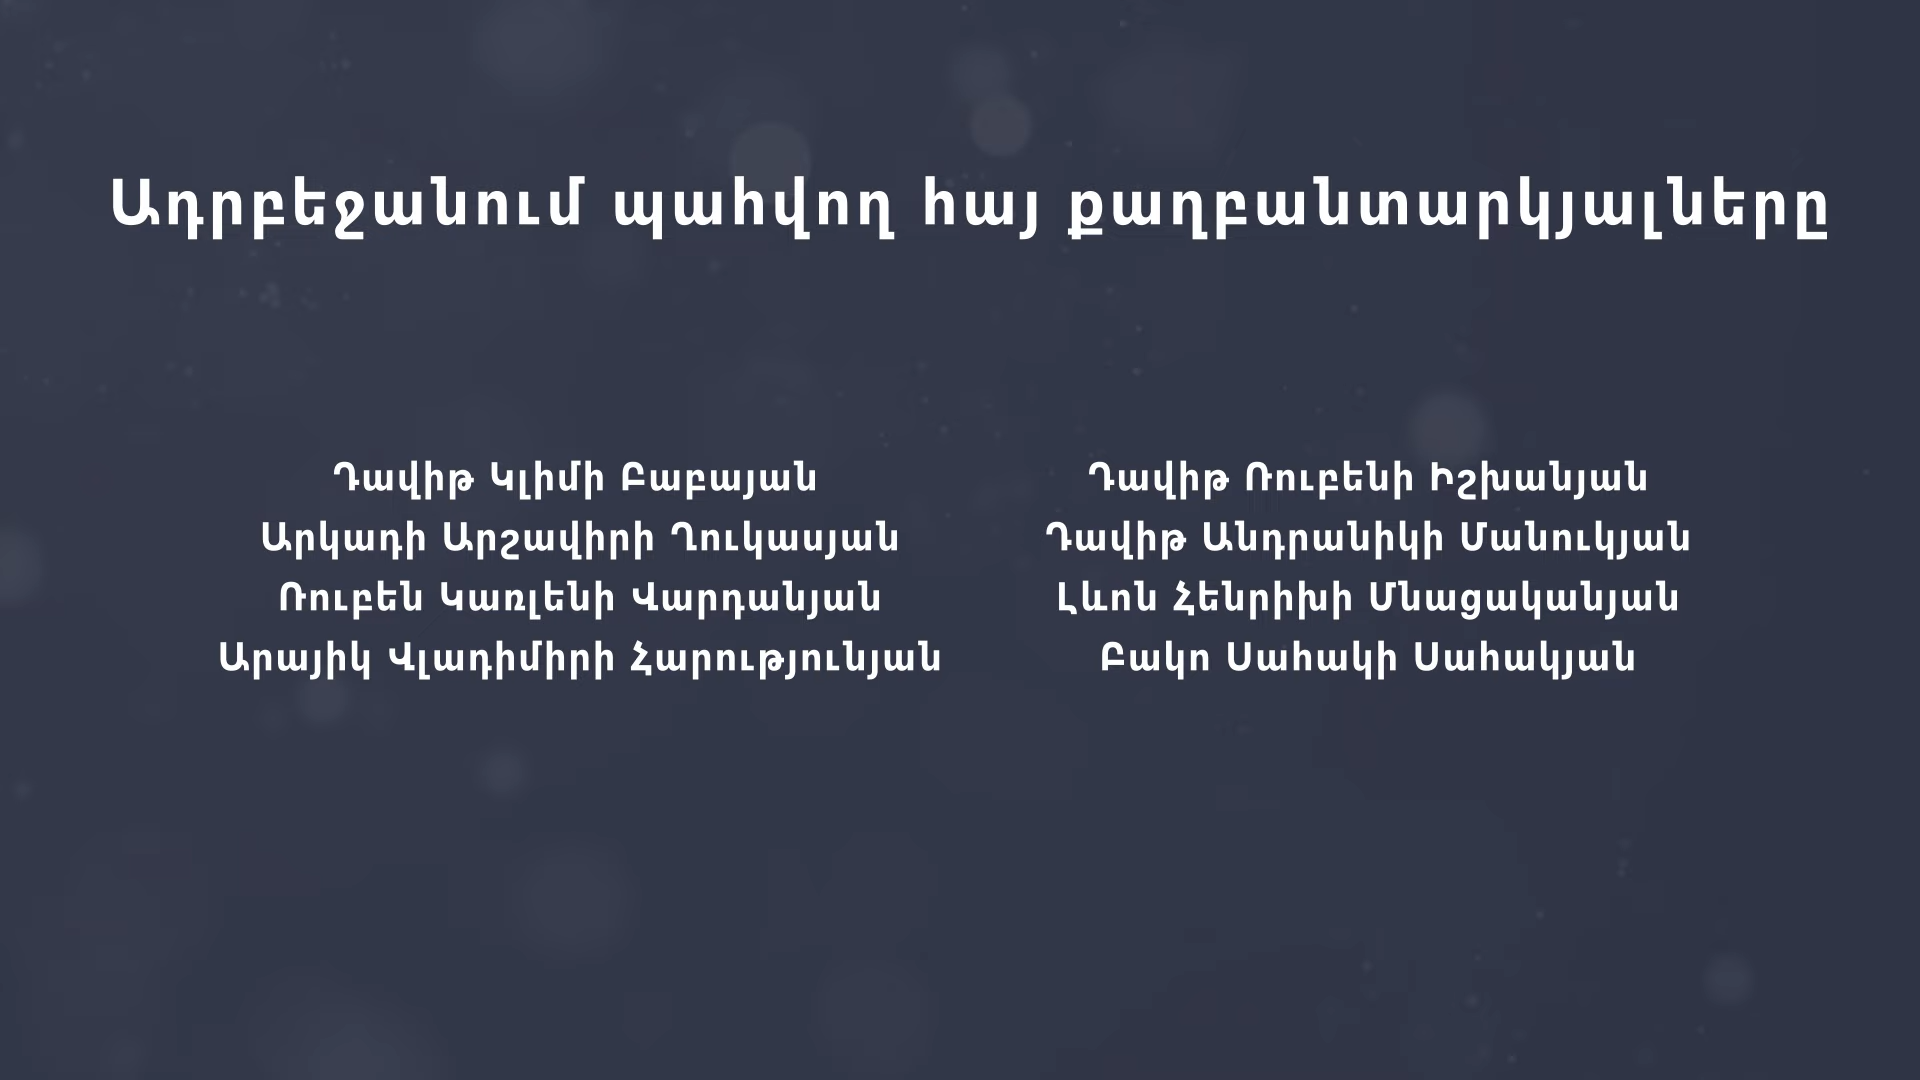 Ադրբեջանում պահվող հայ քաղբանտարկյալները
Դավիթ Կլիմի Բաբայան
Արկադի Արշավիրի Ղուկասյան
Ռուբեն Կառլենի Վարդանյան
Արայիկ Վլադիմիրի Հարությունյան
Դավիթ Ռուբենի Իշխանյան
Դավիթ Անդրանիկի Մանուկյան
Լևոն Հենրիխի Մնացականյան
Բակո Սահակի Սահակյան